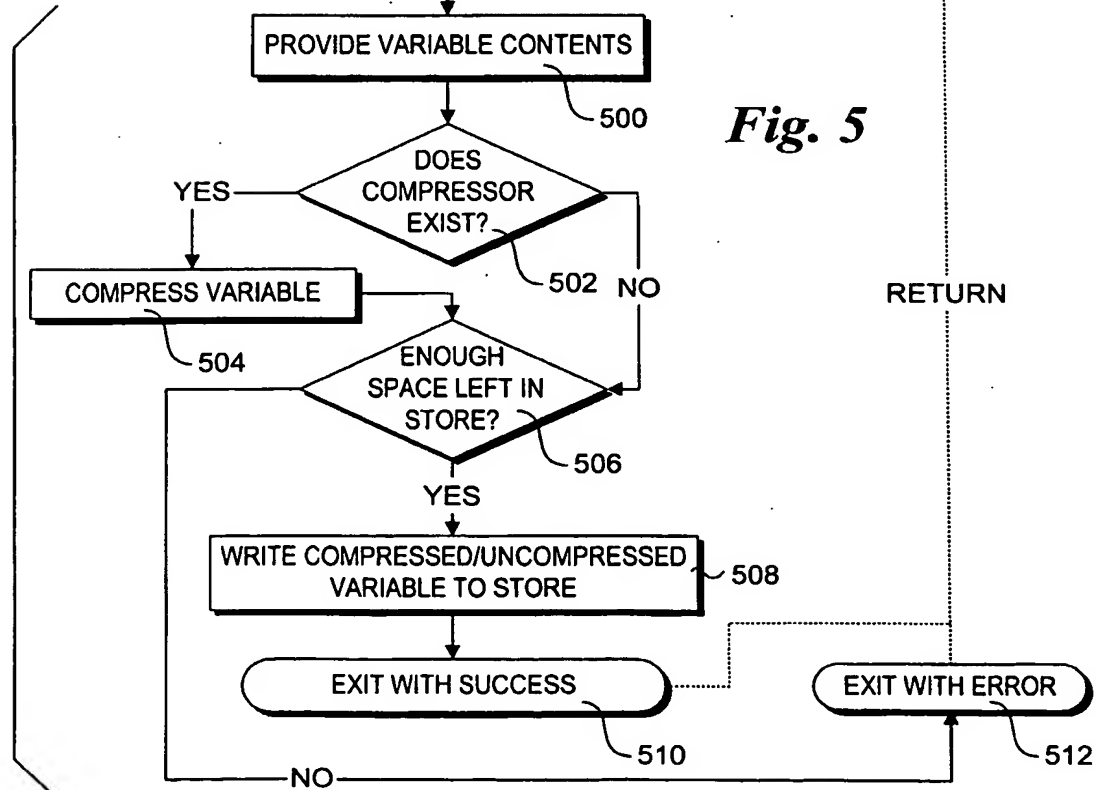 PROVIDE VARIABLE CONTENTS
500
Fig. 5
DOES
COMPRESSOR
EXIST?
YES
502
NO
COMPRESS VARIABLE
504
RETURN
ENOUGH
SPACE LEFT IN
STORE?
506
YES
WRITE COMPRESSED/UNCOMPRESSED
VARIABLE TO STORE
508
EXIT WITH SUCCESS
510
EXIT WITH ERROR
512
NO